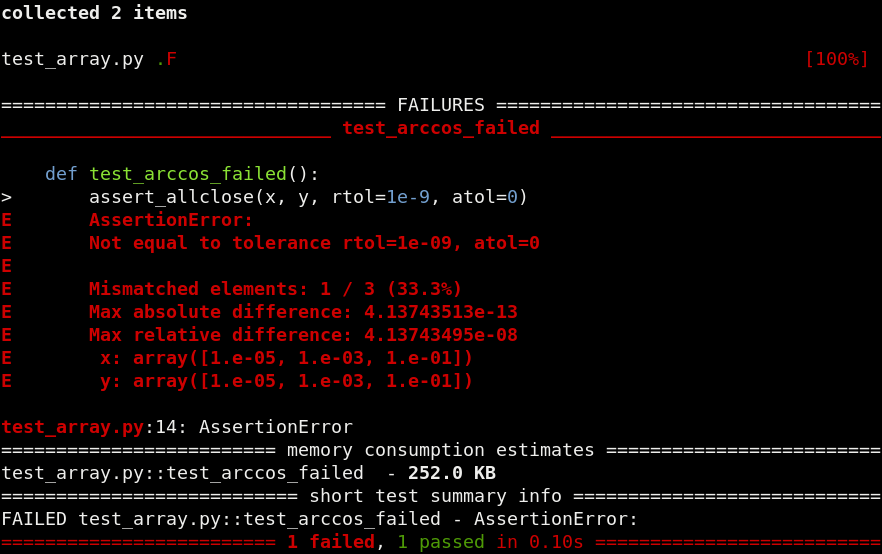 collected 2 items
test_array.py .F [100%]
=================================== FAILURES ===================================
______________________________ test_arccos_failed ______________________________
def test_arccos_failed():
> assert_allclose(x, y, rtol=1e-9, atol=0)
E AssertionError:
E Not equal to tolerance rtol=1e-09, atol=0
E
E Mismatched elements: 1 / 3 (33.3%)
E Max absolute difference: 4.13743513e-13
E Max relative difference: 4.13743495e-08
E x: array([1.e-05, 1.e-03, 1.e-01])
E y: array([1.e-05, 1.e-03, 1.e-01])
test_array.py:14: AssertionError
========================= memory consumption estimates =========================
test_array.py::test_arccos_failed - 252.0 KB
=========================== short test summary info ============================
FAILED test_array.py::test_arccos_failed - AssertionError:
========================= 1 failed, 1 passed in 0.10s ==========================